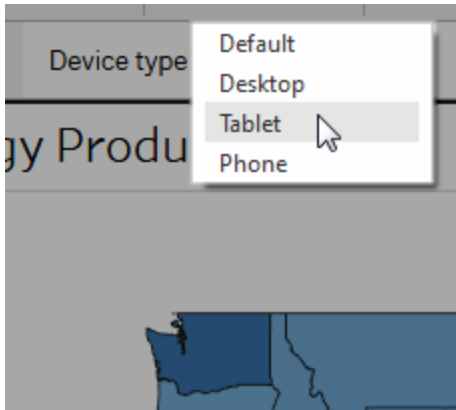 Default
Device type
Desktop
Tablet
gy Produ
Phone